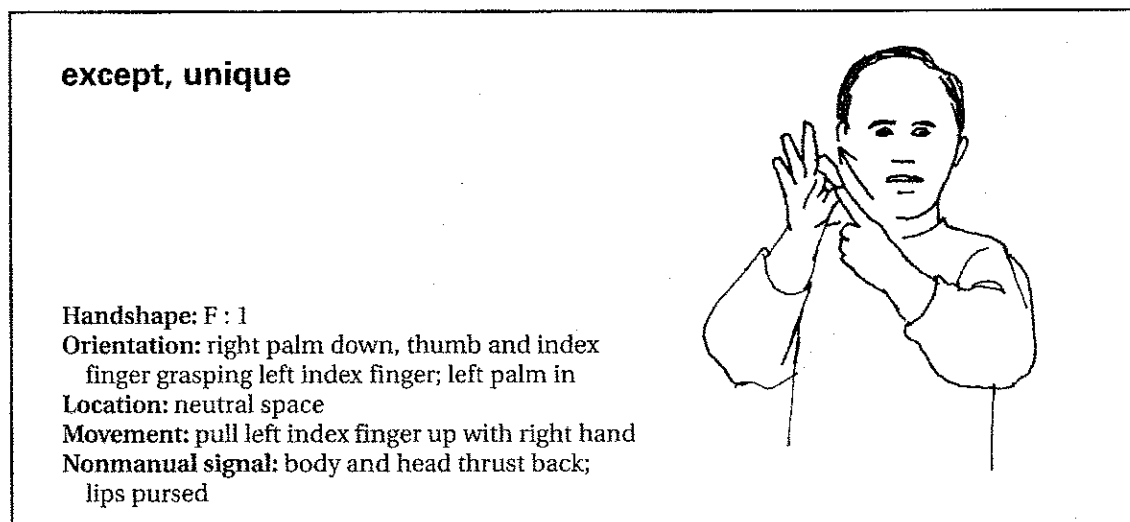 except, unique
Handshape: F : 1
Orientation: right palm down, thumb and index
finger grasping left index finger; left palm in
Location: neutral space
Movement: pull left index finger up with right hand
Nonmanual signal: body and head thrust back;
lips pursed